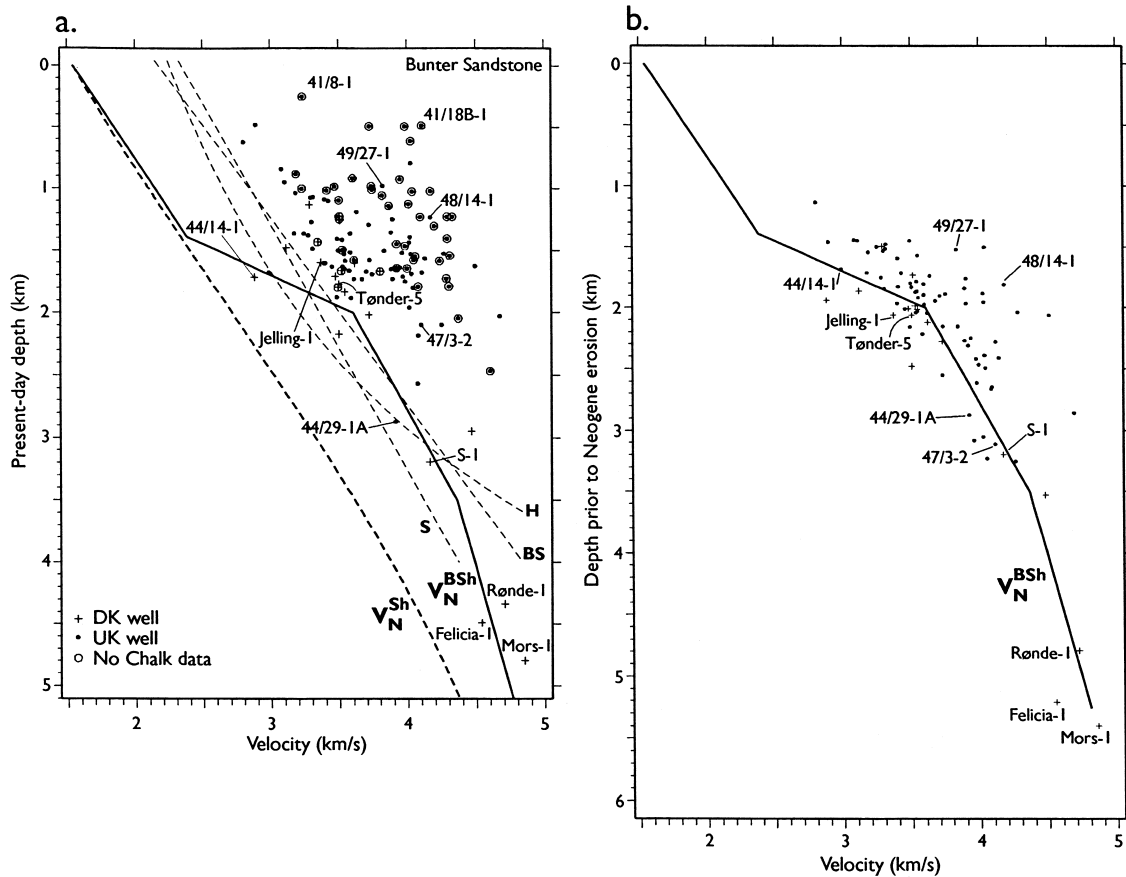 a.
Bunter Sandstone
41/8-1
41/18B-1
49/27-1
48/14-1
44/14-1
Tønder-5
Jelling-1
47/3-2
44/29-1A
S-1
H
S
BS
V N BSh
V N Sh
Rønde-1
Felicia-1
Mors-1
+ DK well
• UK well
⊙ No Chalk data
0
1
2
3
4
5
Present-day depth (km)
2 3 4 5
Velocity (km/s)
b.
49/27-1
48/14-1
44/14-1
Jelling-1
Tønder-5
44/29-1A
S-1
47/3-2
V N BSh
Rønde-1
Felicia-1
Mors-1
0
1
2
3
4
5
6
Depth prior to Neogene erosion (km)
2 3 4 5
Velocity (km/s)